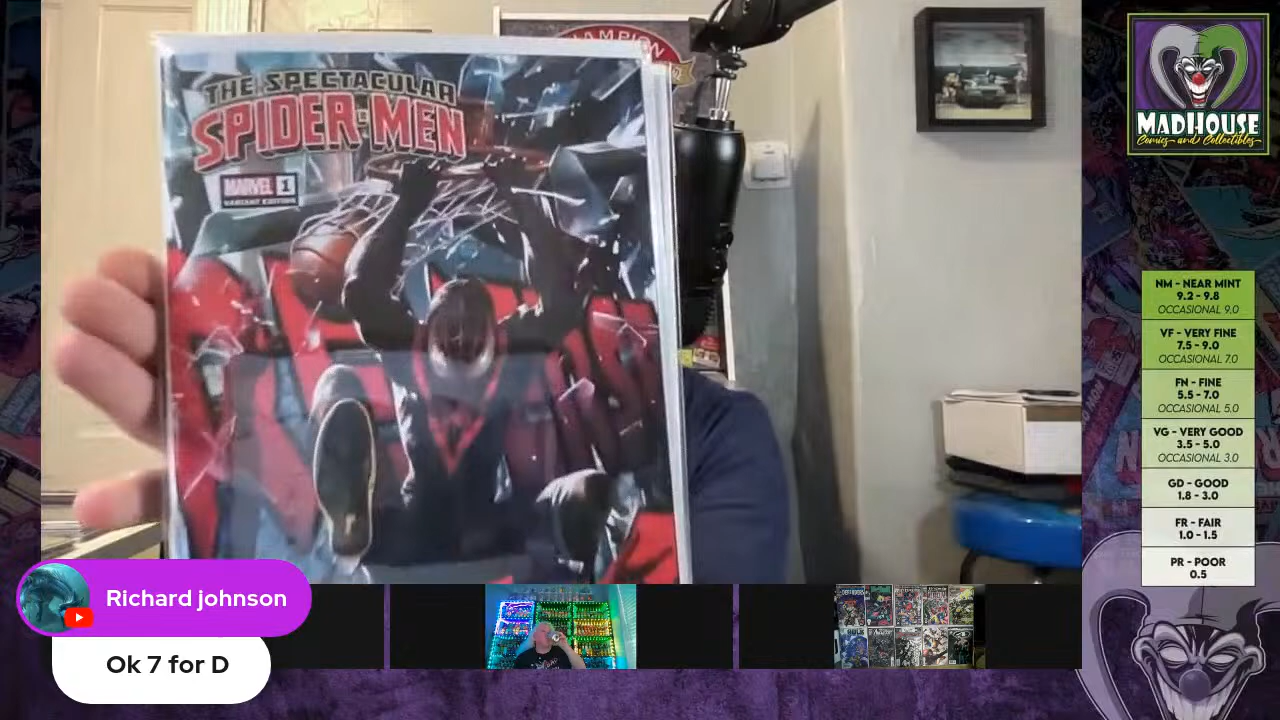 CHAMPION
THE SPECTACULAR
SPIDER-MEN
MARVEL 1
VARIANT EDITION
MADHOUSE
Comics and Collectibles
NM - NEAR MINT
9.2 - 9.8
OCCASIONAL 9.0
VF - VERY FINE
7.5 - 9.0
OCCASIONAL 7.0
FN - FINE
5.5 - 7.0
OCCASIONAL 5.0
VG - VERY GOOD
3.5 - 5.0
OCCASIONAL 3.0
GD - GOOD
1.8 - 3.0
FR - FAIR
1.0 - 1.5
PR - POOR
0.5
Richard johnson
Ok 7 for D